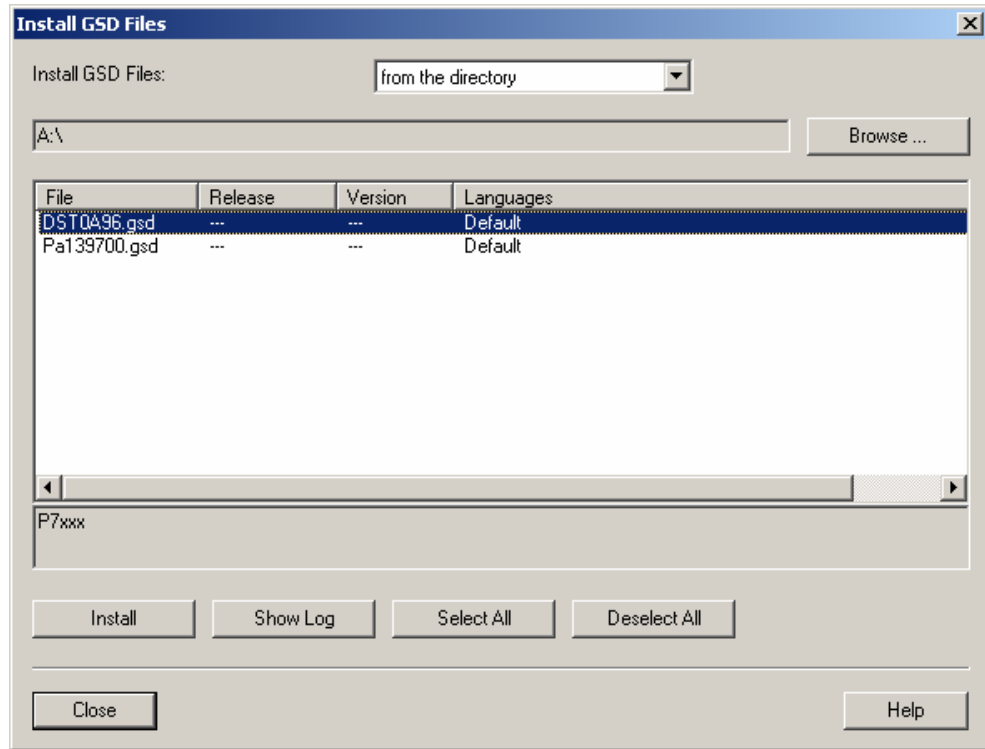 Install GSD Files
Install GSD Files: from the directory
A:\ Browse ...
File Release Version Languages
DST0A96.gsd --- --- Default
Pa139700.gsd --- --- Default
P7xxx
Install Show Log Select All Deselect All
Close Help